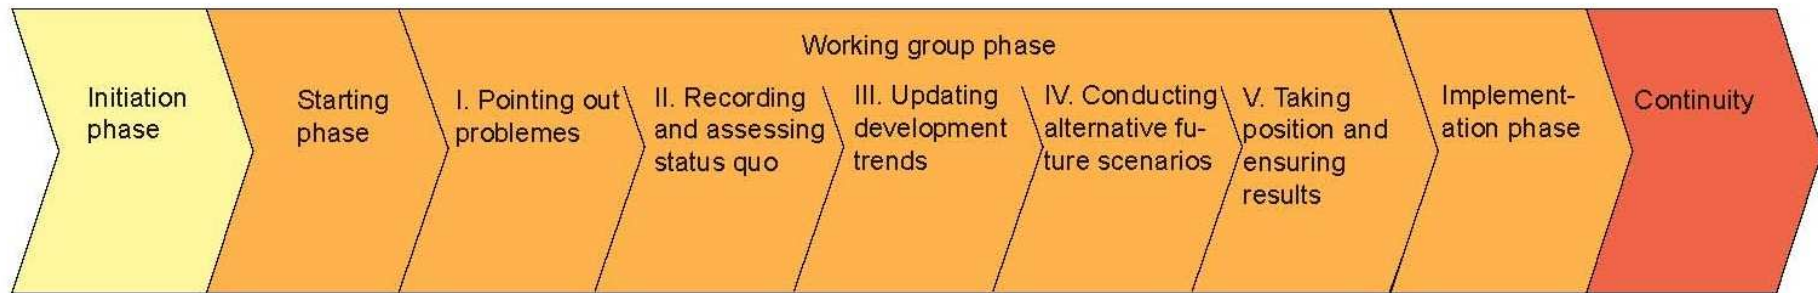 Working group phase
Initiation
phase
Starting
phase
I. Pointing out
problemes
II. Recording
and assessing
status quo
III. Updating
development
trends
IV. Conducting
alternative fu-
ture scenarios
V. Taking
position and
ensuring
results
Implement-
ation phase
Continuity